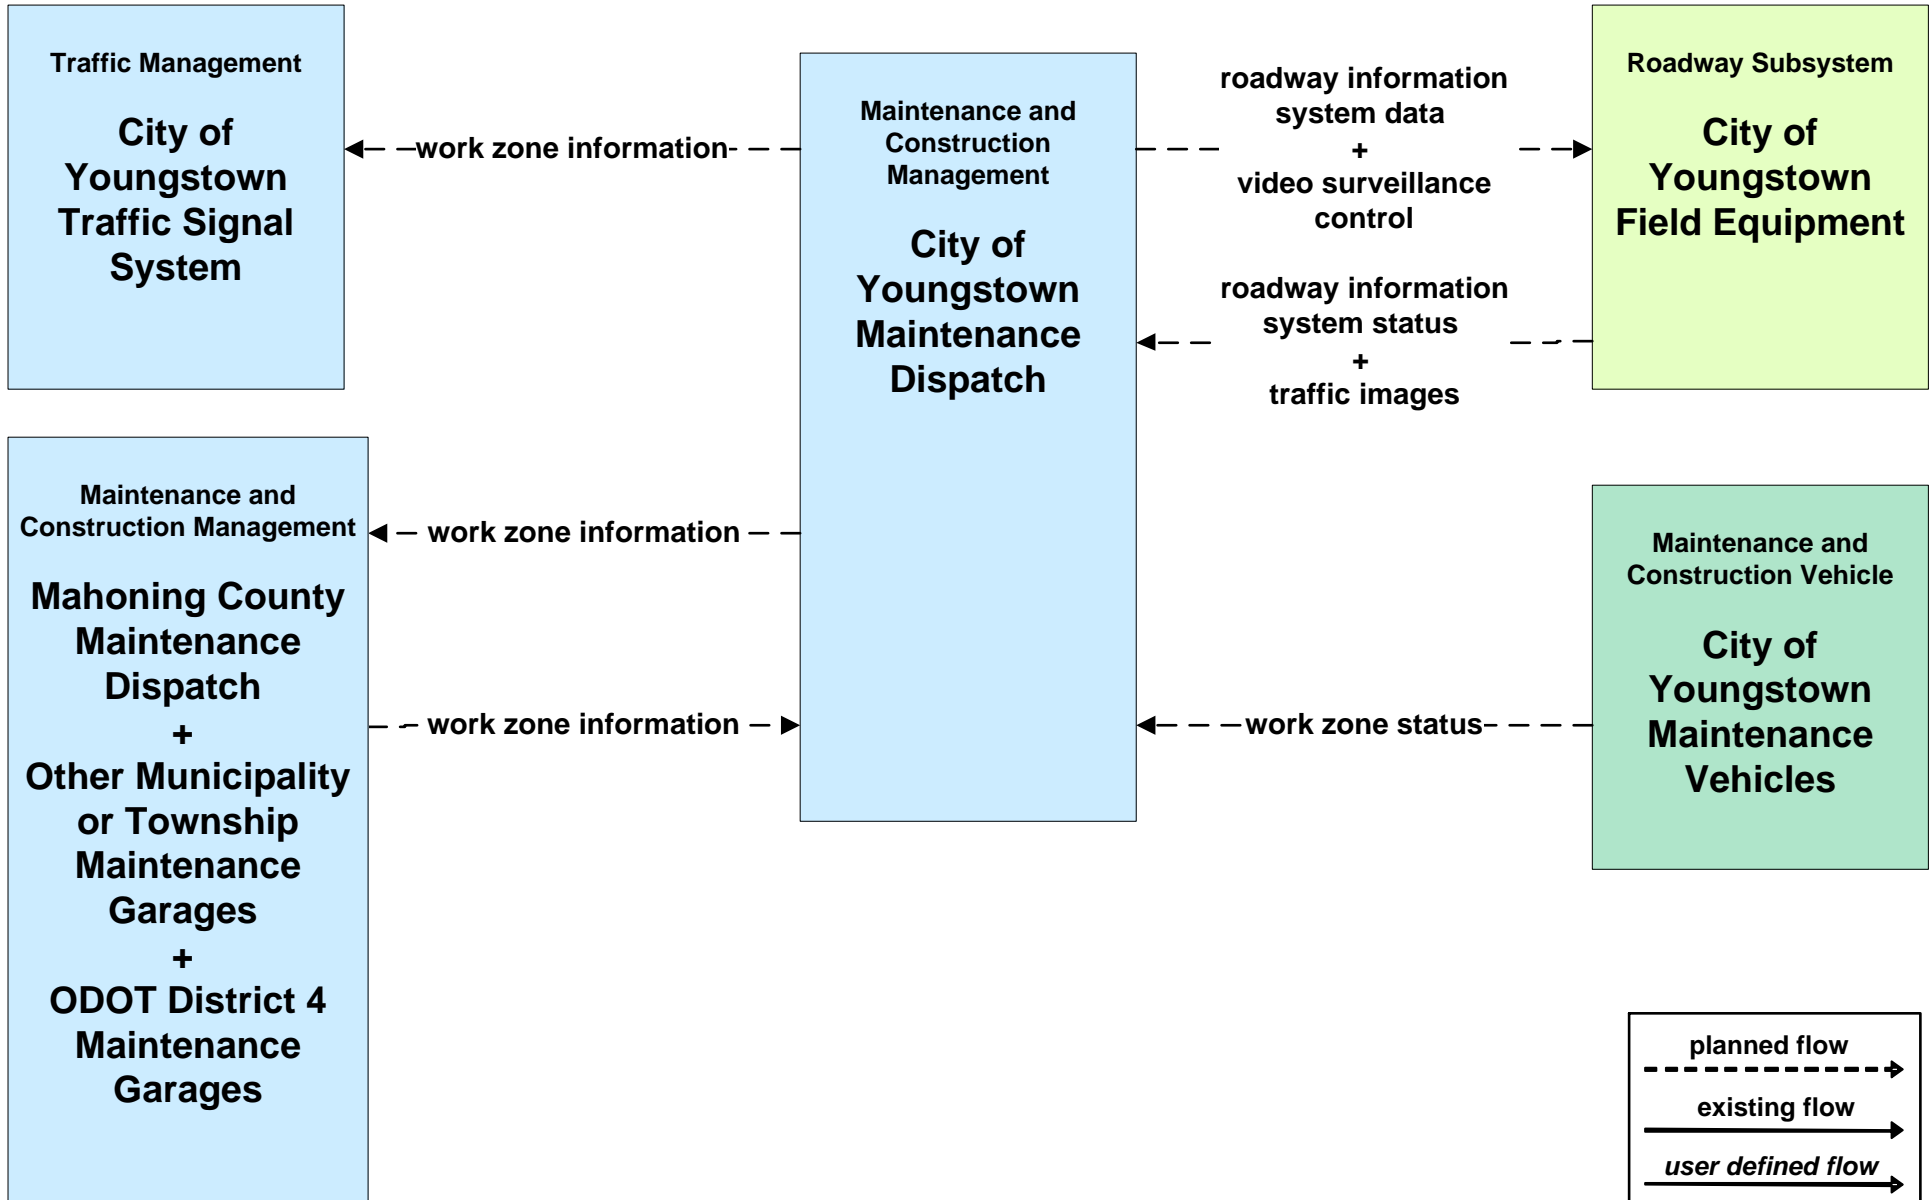 Traffic Management
City of
Youngstown
Traffic Signal
System
work zone information
Maintenance and
Construction
Management
City of
Youngstown
Maintenance
Dispatch
roadway information
system data
+
video surveillance
control
roadway information
system status
+
traffic images
Roadway Subsystem
City of
Youngstown
Field Equipment
Maintenance and
Construction Management
Mahoning County
Maintenance
Dispatch
+
Other Municipality
or Township
Maintenance
Garages
+
ODOT District 4
Maintenance
Garages
work zone information
work zone information
work zone status
Maintenance and
Construction Vehicle
City of
Youngstown
Maintenance
Vehicles
planned flow
existing flow
user defined flow